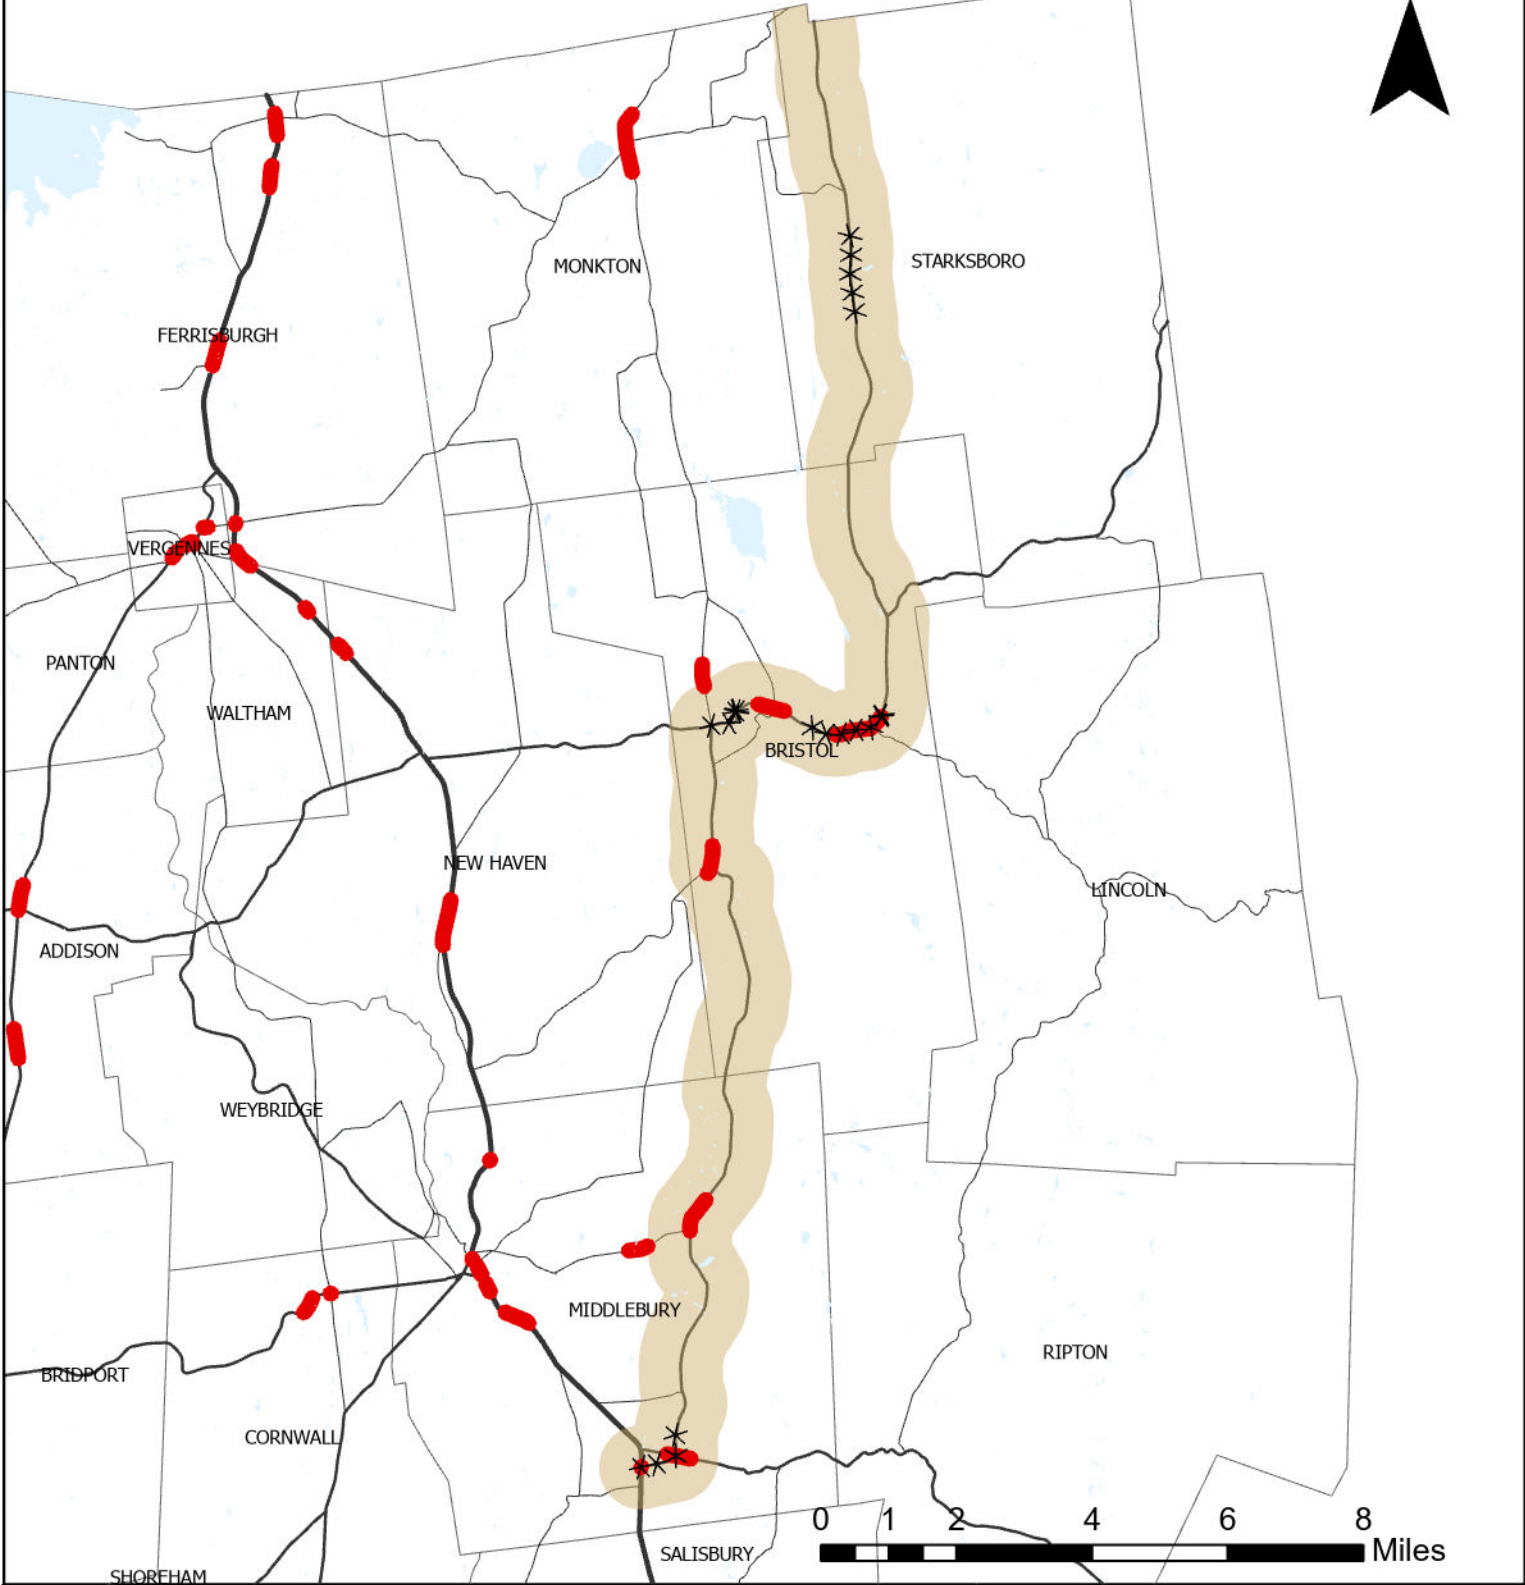 STARKSBORO
MONKTON
FERRISBURGH
VERGENNES
PANTON
WALTHAM
BRISTOL
NEW HAVEN
LINCOLN
ADDISON
WEYBRIDGE
MIDDLEBURY
RIPTON
BRIDPORT
CORNWALL
0 1 2 4 6 8
Miles
SALISBURY
SHOREHAM